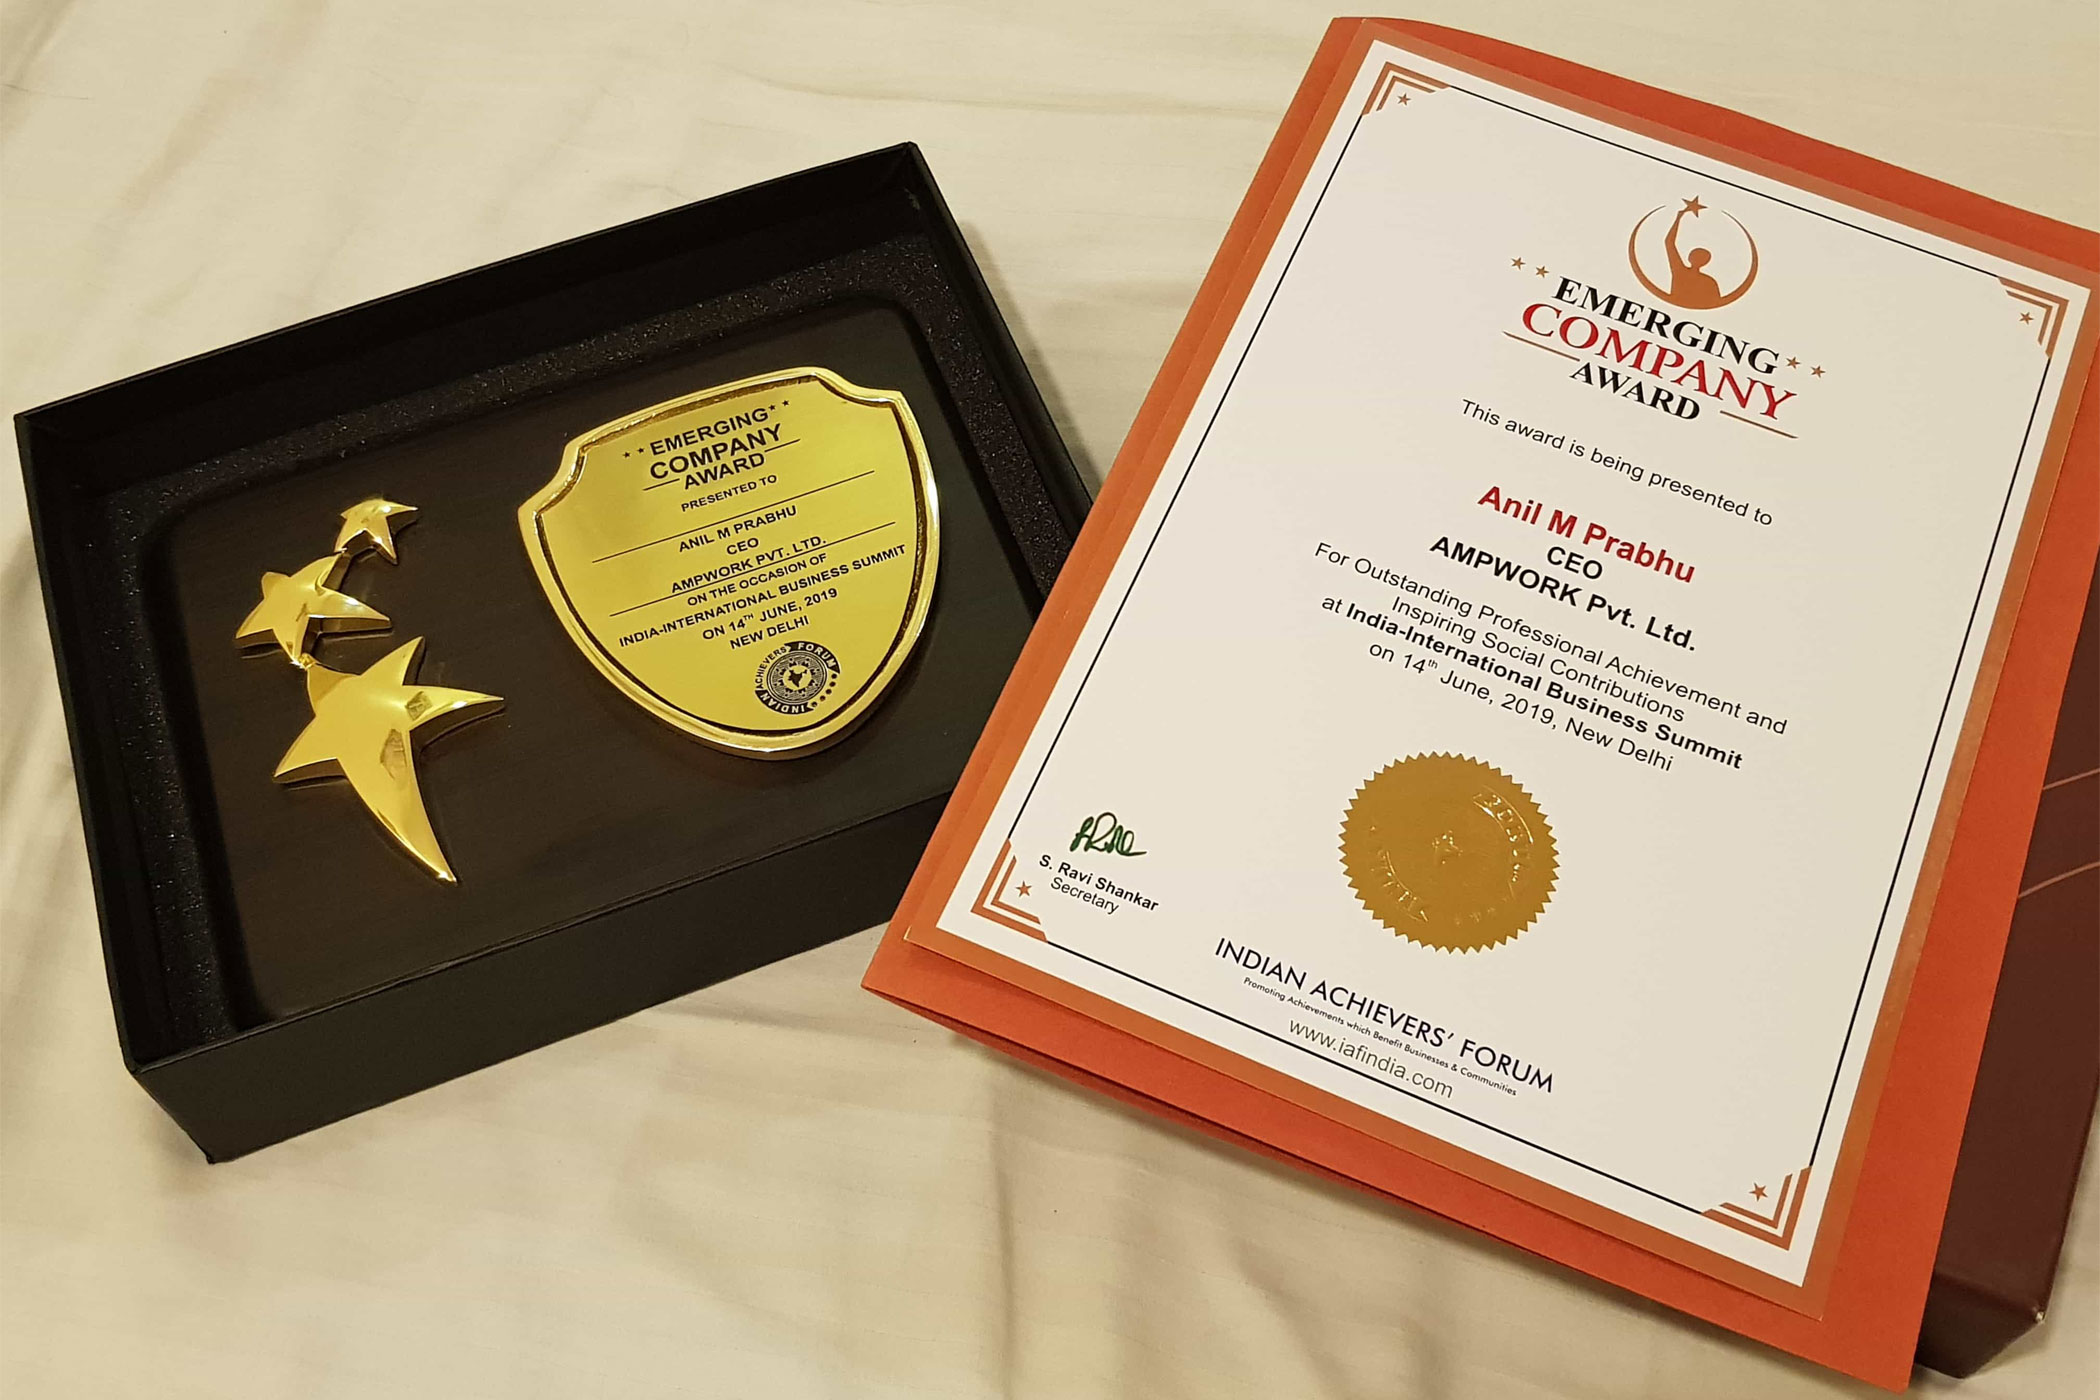 EMERGING
COMPANY
AWARD
PRESENTED TO
ANIL M PRABHU
CEO
AMPWORK PVT. LTD.
ON THE OCCASION OF
INDIA-INTERNATIONAL BUSINESS SUMMIT
ON 14TH JUNE, 2019
NEW DELHI
INDIAN ACHIEVERS' FORUM
EMERGING
COMPANY
AWARD
This award is being presented to
Anil M Prabhu
CEO
AMPWORK Pvt. Ltd.
For Outstanding Professional Achievement and
Inspiring Social Contributions
at India-International Business Summit
on 14th June, 2019, New Delhi
S. Ravi Shankar
Secretary
INDIAN ACHIEVERS' FORUM
Promoting Achievements which Benefit Businesses & Communities
www.iafindia.com